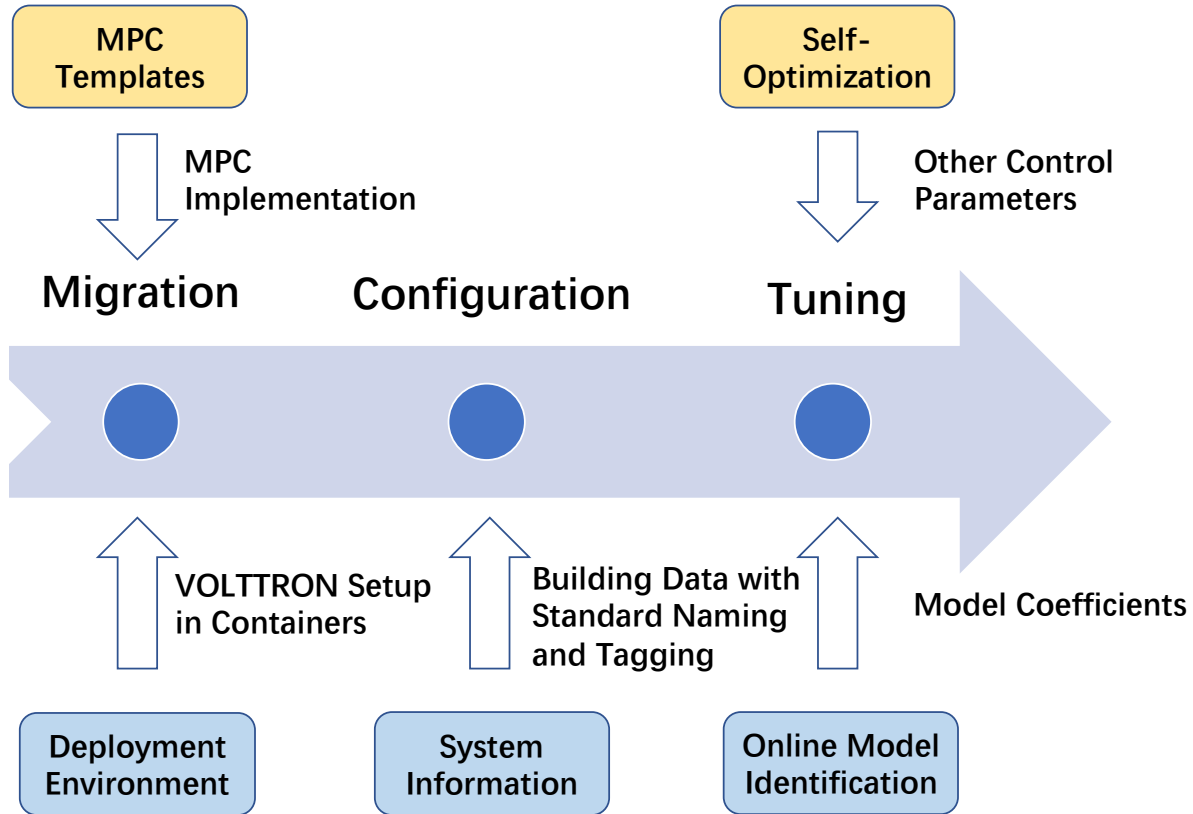 MPC
Templates
Self-
Optimization
MPC
Implementation
Other Control
Parameters
Migration
Configuration
Tuning
VOLTTRON Setup
in Containers
Building Data with
Standard Naming
and Tagging
Model Coefficients
Deployment
Environment
System
Information
Online Model
Identification